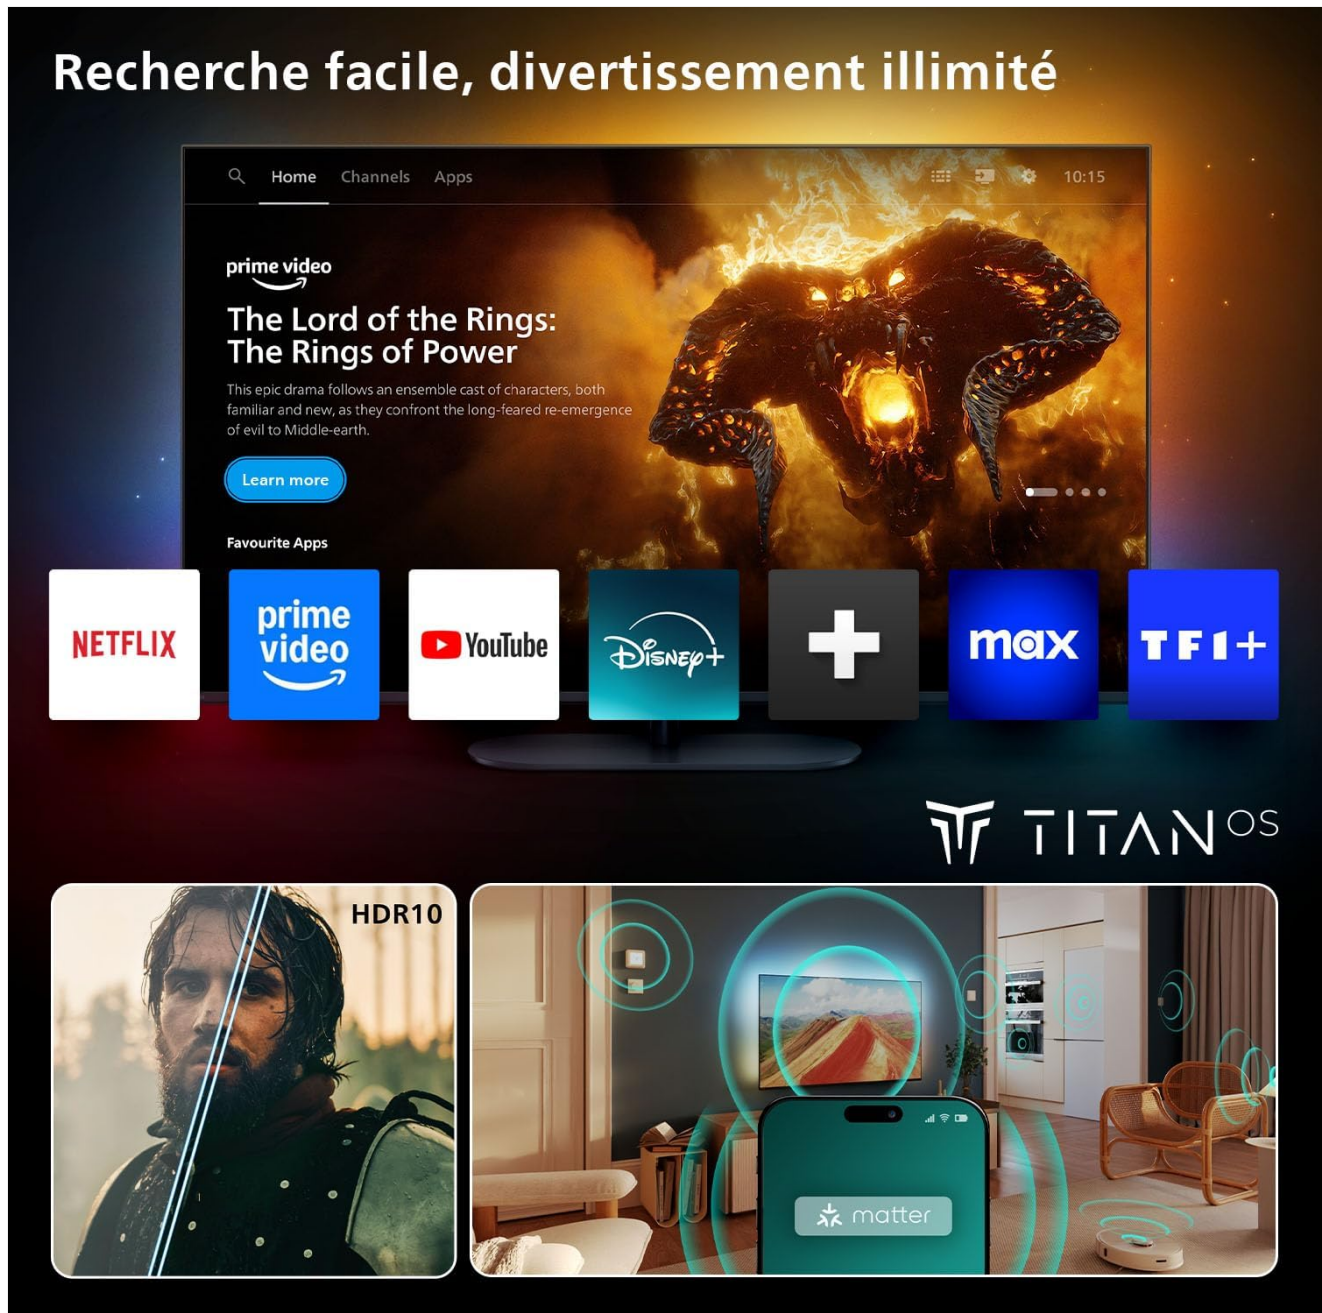 Recherche facile, divertissement illimité
Home Channels Apps 10:15
prime video
The Lord of the Rings:
The Rings of Power
This epic drama follows an ensemble cast of characters, both
familiar and new, as they confront the long-feared re-emergence
of evil to Middle-earth.
Learn more
Favourite Apps
NETFLIX
prime
video
YouTube
Disney+
+
max
TF1+
TITAN OS
HDR10
matter